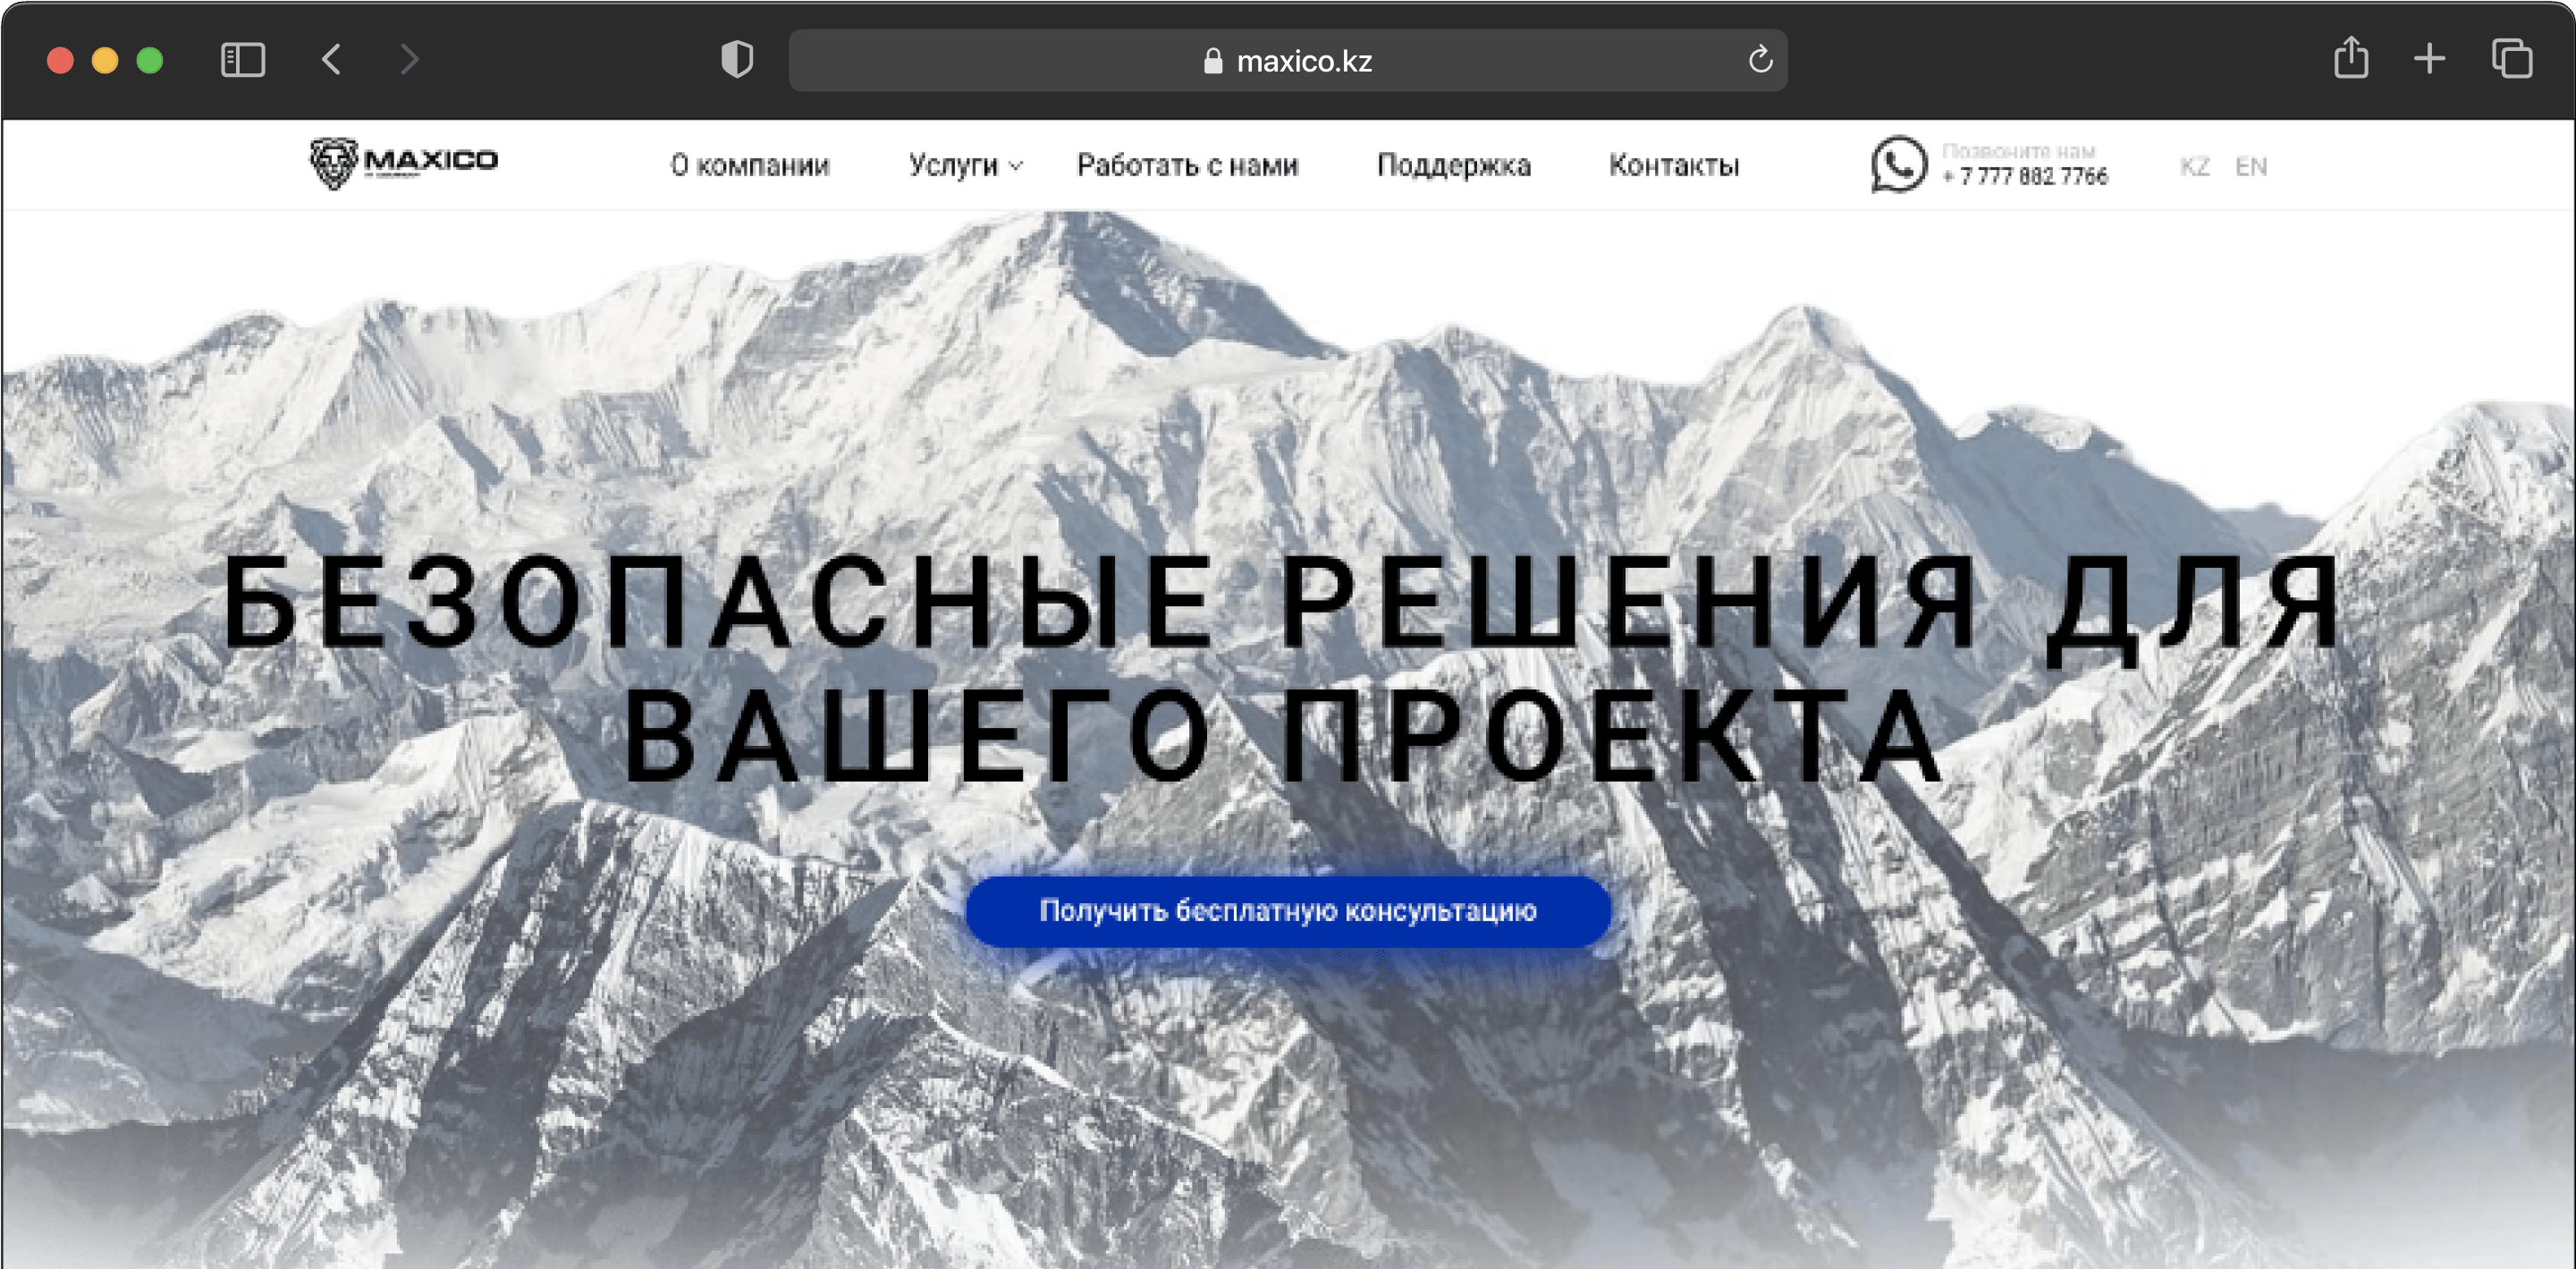 maxico.kz
MAXICO
О компании
Услуги
Работать с нами
Поддержка
Контакты
Позвоните нам
+ 7 777 882 7766
KZ EN
БЕЗОПАСНЫЕ РЕШЕНИЯ ДЛЯ
ВАШЕГО ПРОЕКТА
Получить бесплатную консультацию